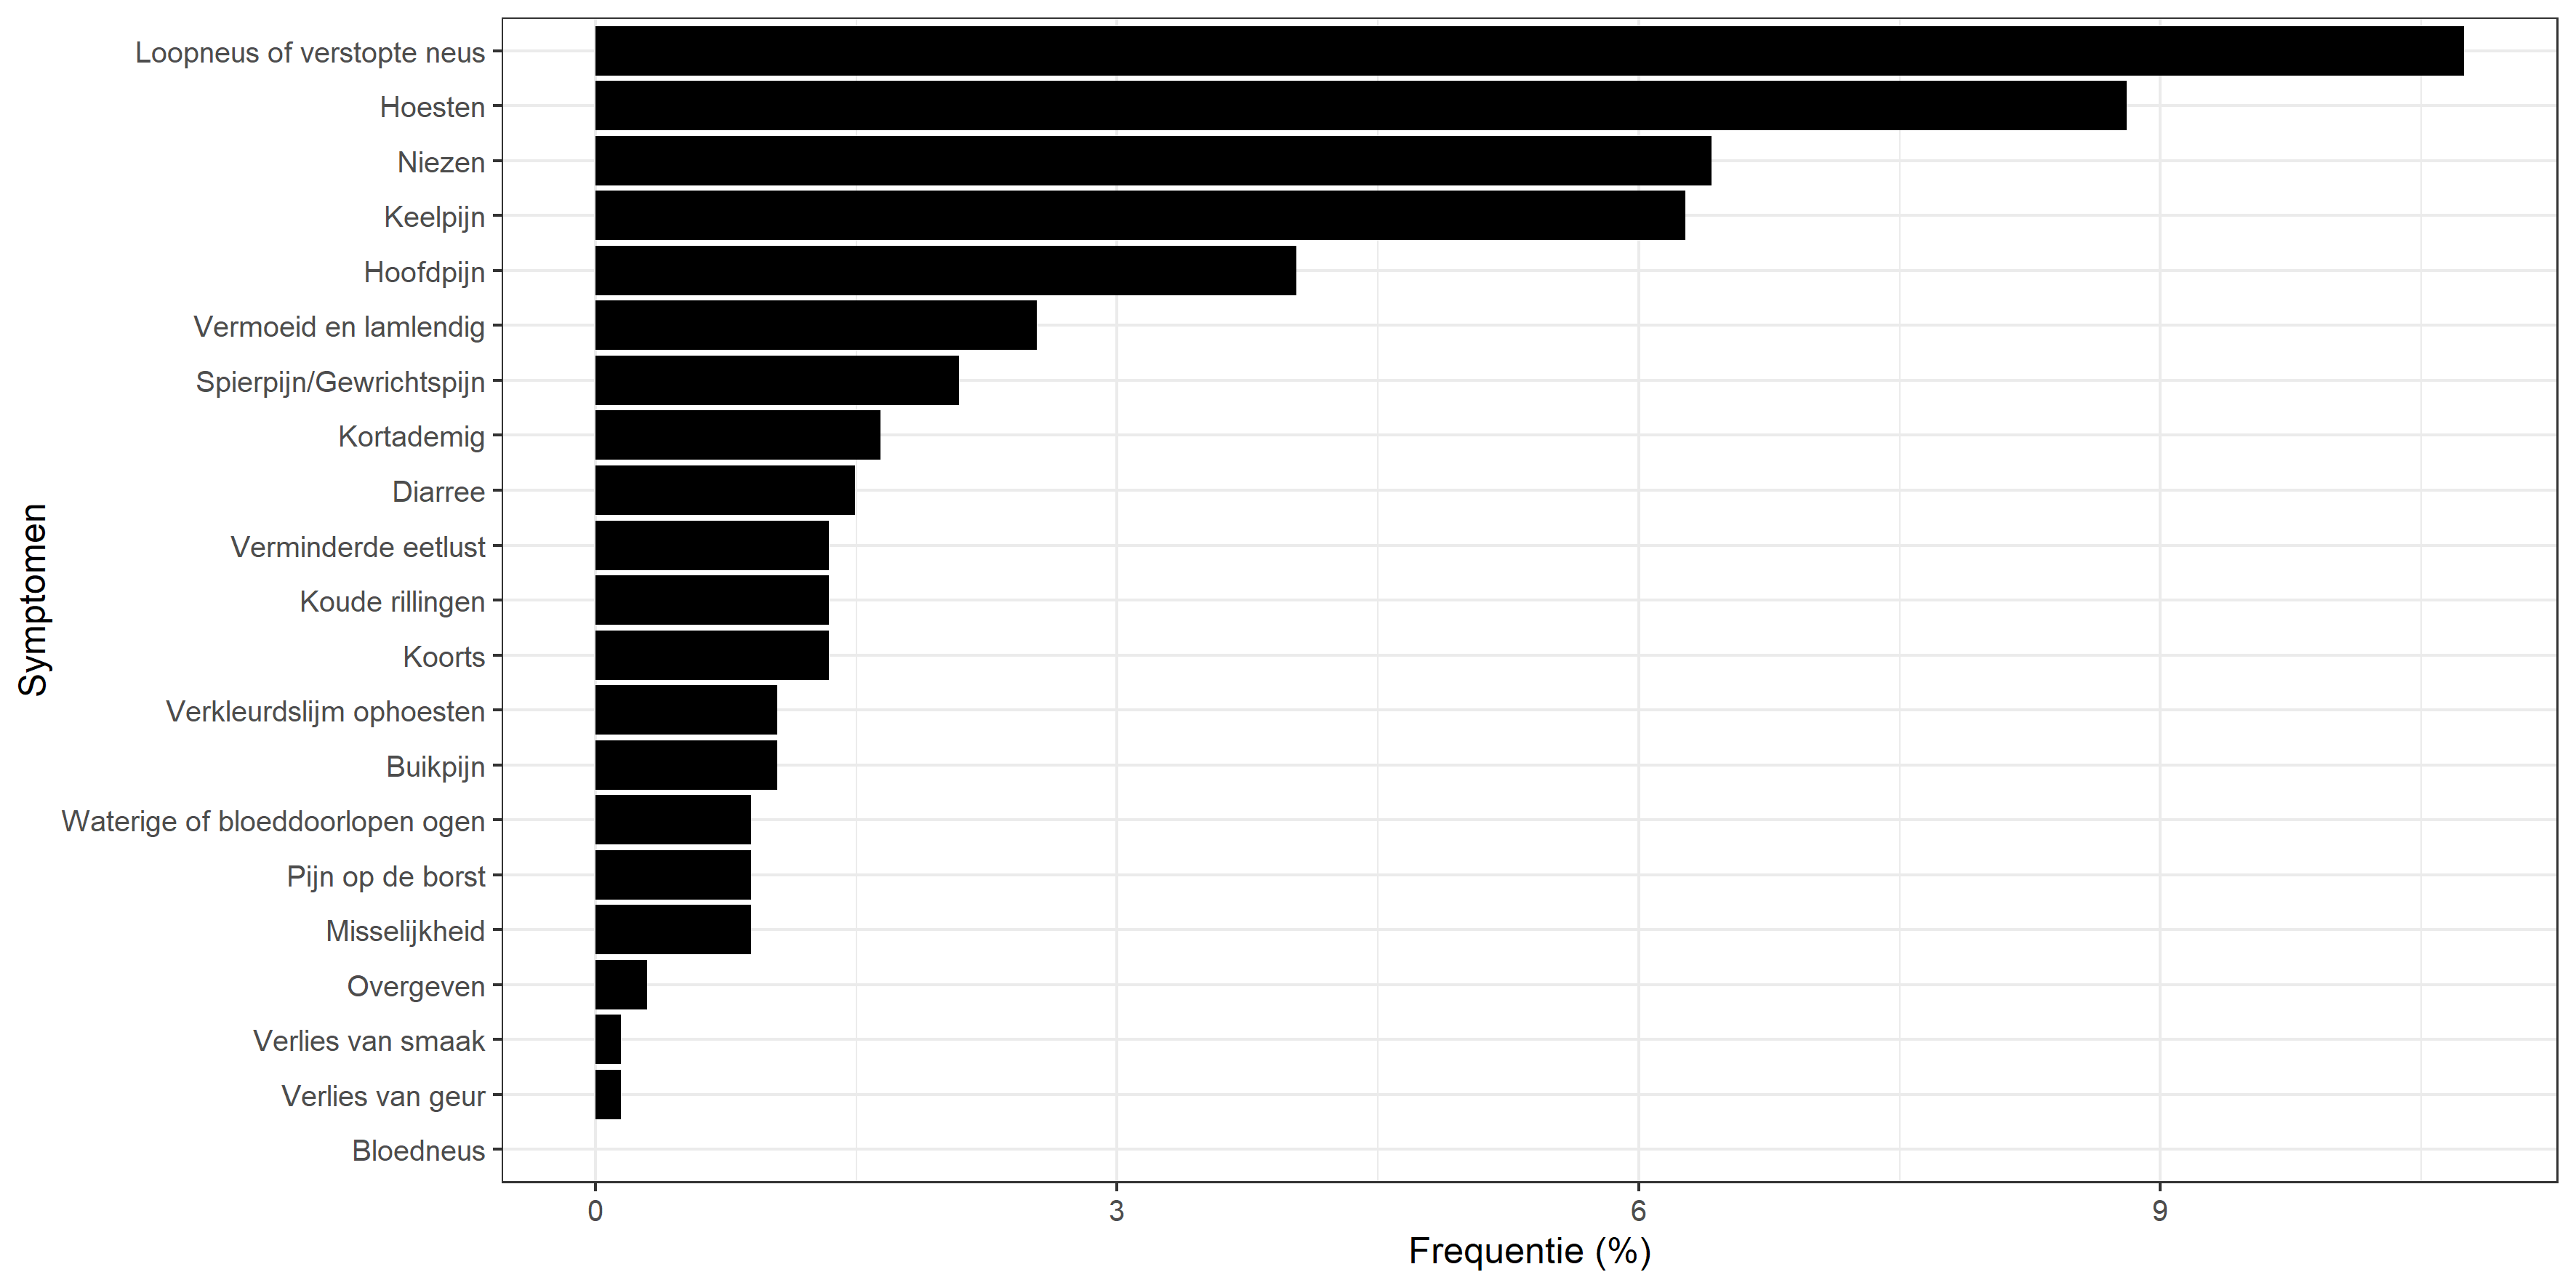 Loopneus of verstopte neus
Hoesten
Niezen
Keelpijn
Hoofdpijn
Vermoeid en lamlendig
Spierpijn/Gewrichtspijn
Kortademig
Diarree
Verminderde eetlust
Koude rillingen
Koorts
Verkleurdslijm ophoesten
Buikpijn
Waterige of bloeddoorlopen ogen
Pijn op de borst
Misselijkheid
Overgeven
Verlies van smaak
Verlies van geur
Bloedneus
Symptomen
0 3 6 9
Frequentie (%)